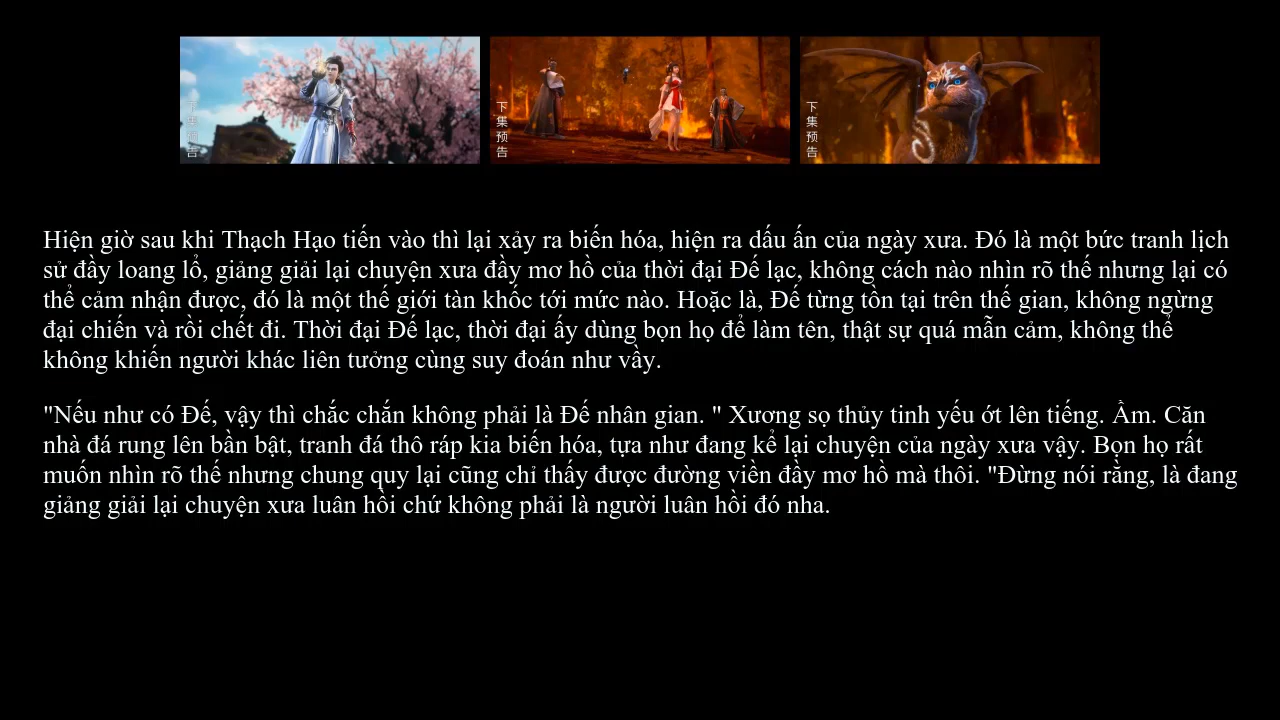 下集预告
下集预告
下集预告
Hiện giờ sau khi Thạch Hạo tiến vào thì lại xảy ra biến hóa, hiện ra dấu ấn của ngày xưa. Đó là một bức tranh lịch
sử đầy loang lổ, giảng giải lại chuyện xưa đầy mơ hồ của thời đại Đế lạc, không cách nào nhìn rõ thế nhưng lại có
thể cảm nhận được, đó là một thế giới tàn khốc tới mức nào. Hoặc là, Đế từng tồn tại trên thế gian, không ngừng
đại chiến và rồi chết đi. Thời đại Đế lạc, thời đại ấy dùng bọn họ để làm tên, thật sự quá mẫn cảm, không thể
không khiến người khác liên tưởng cùng suy đoán như vầy.
"Nếu như có Đế, vậy thì chắc chắn không phải là Đế nhân gian. " Xương sọ thủy tinh yếu ớt lên tiếng. Ầm. Căn
nhà đá rung lên bần bật, tranh đá thô ráp kia biến hóa, tựa như đang kể lại chuyện của ngày xưa vậy. Bọn họ rất
muốn nhìn rõ thế nhưng chung quy lại cũng chỉ thấy được đường viền đầy mơ hồ mà thôi. "Đừng nói rằng, là đang
giảng giải lại chuyện xưa luân hồi chứ không phải là người luân hồi đó nha.